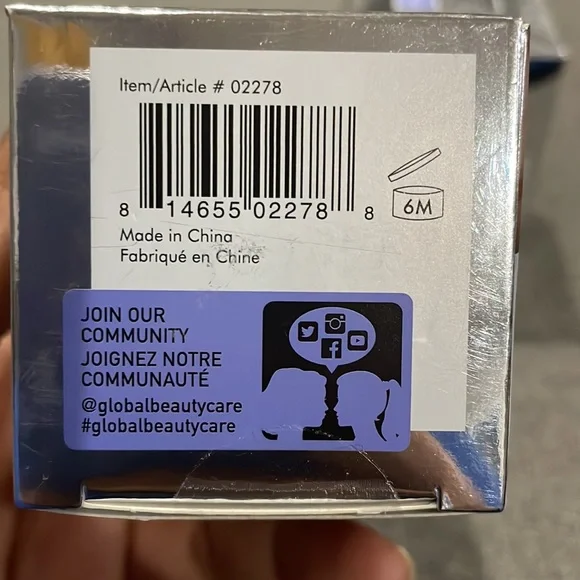 Item/Article # 02278
8 14655 02278 8
6M
Made in China
Fabriqué en Chine
JOIN OUR
COMMUNITY
JOIGNEZ NOTRE
COMMUNAUTÉ
@globalbeautycare
#globalbeautycare